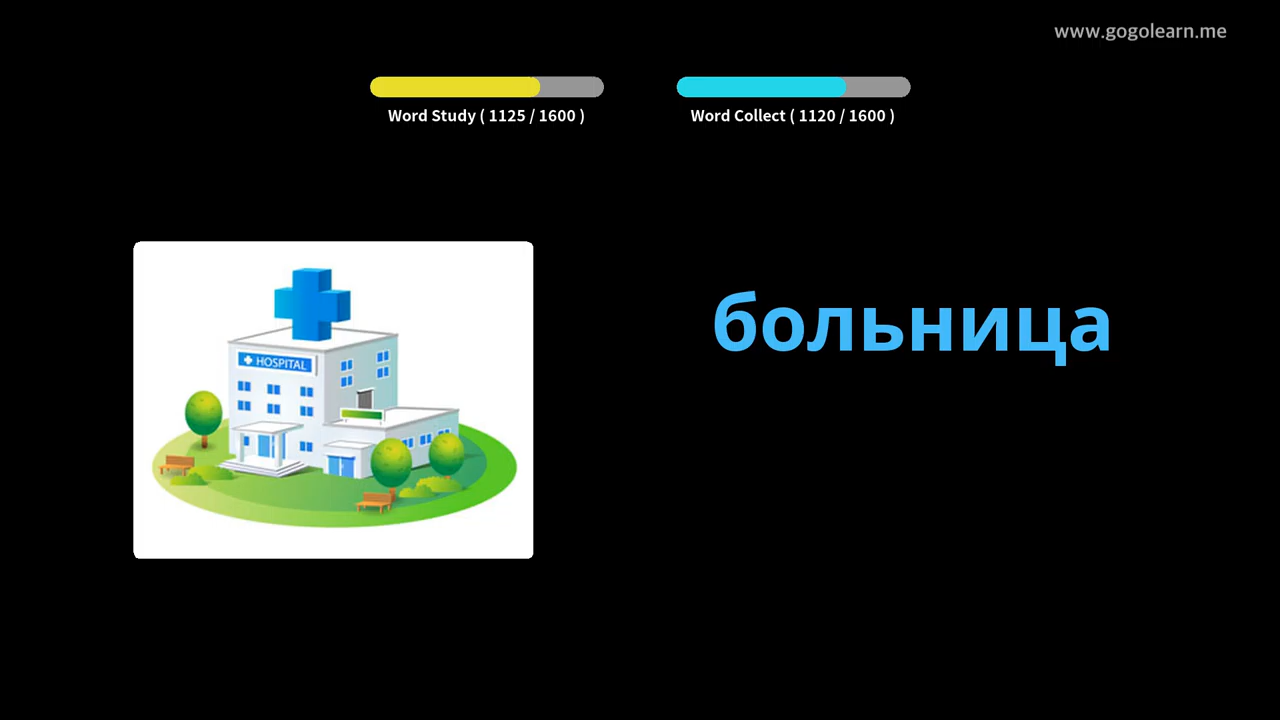 www.gogolearn.me
Word Study ( 1125 / 1600 )
Word Collect ( 1120 / 1600 )
HOSPITAL
больница